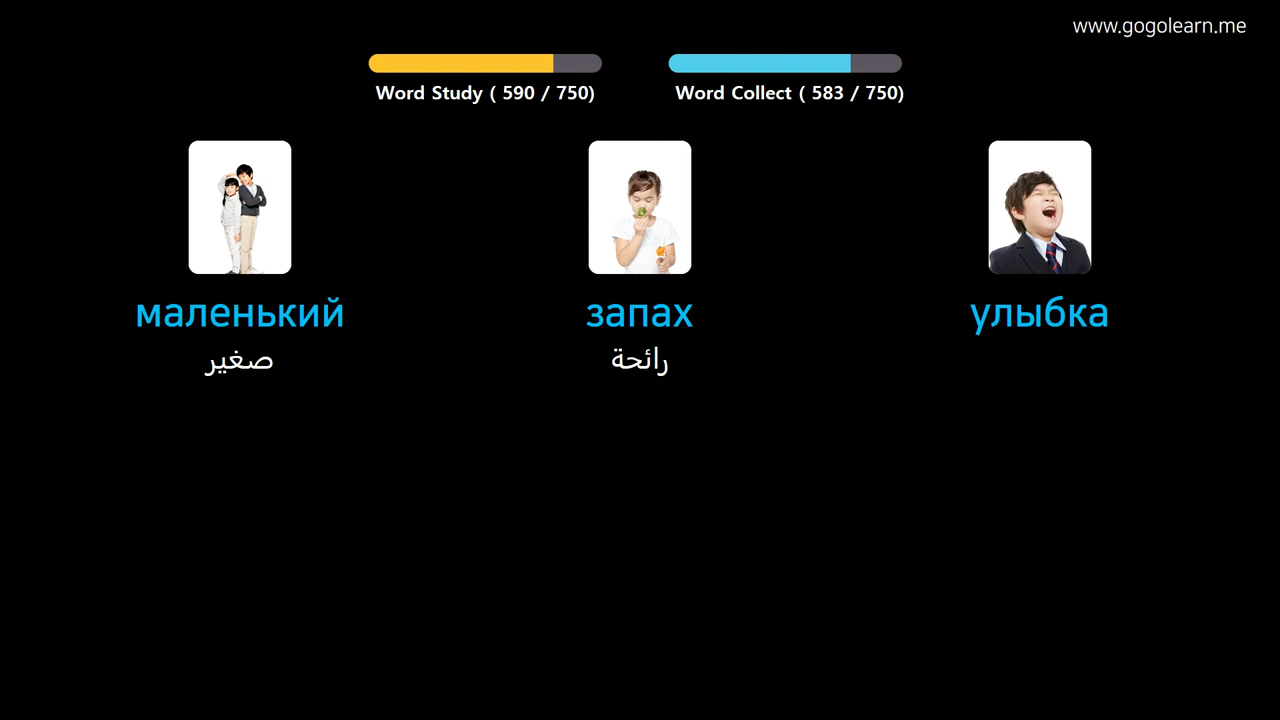 www.gogolearn.me
Word Study ( 590 / 750)
Word Collect ( 583 / 750)
маленький
запах
улыбка
صغير
رائحة